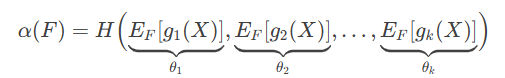 α(F) = H(E_F[g_1(X)], E_F[g_2(X)], . . . , E_F[g_k(X)])
θ_1 θ_2 θ_k